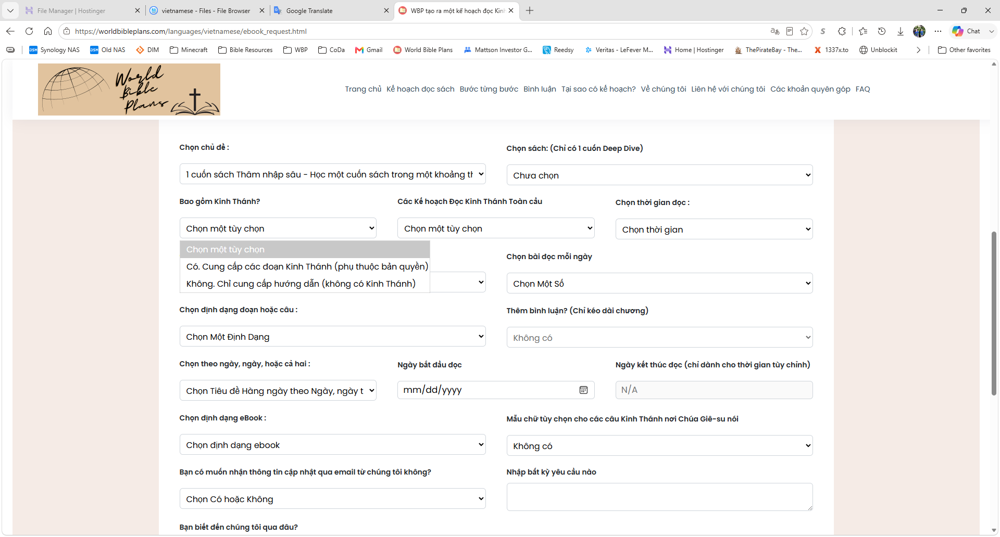 File Manager | Hostinger
vietnamese - Files - File Browser
Google Translate
WBP tạo ra một kế hoạch đọc Kinh
https://worldbibleplans.com/languages/vietnamese/ebook_request.html
Chat
Synology NAS
Old NAS
DIM
Minecraft
Bible Resources
WBP
CoDa
Gmail
World Bible Plans
Mattson Investor G...
Reedsy
Veritas - LeFever M...
Home | Hostinger
ThePirateBay - The...
1337x.to
Unblockit
Other favorites
World
Bible
Plans
Trang chủ Kế hoạch đọc sách Bước từng bước Bình luận Tại sao có kế hoạch? Về chúng tôi Liên hệ với chúng tôi Các khoản quyên góp FAQ
Chọn chủ đề :
Chọn sách: (Chỉ có 1 cuốn Deep Dive)
1 cuốn sách Thâm nhập sâu - Học một cuốn sách trong một khoảng th
Chưa chọn
Bao gồm Kinh Thánh?
Các Kế hoạch Đọc Kinh Thánh Toàn cầu
Chọn thời gian đọc :
Chọn một tùy chọn
Chọn một tùy chọn
Chọn thời gian
Chọn một tùy chọn
Có. Cung cấp các đoạn Kinh Thánh (phụ thuộc bản quyền)
Không. Chỉ cung cấp hướng dẫn (không có Kinh Thánh)
Chọn bài đọc mỗi ngày
Chọn Một Số
Chọn định dạng đoạn hoặc câu :
Thêm bình luận? (Chỉ kéo dài chương)
Chọn Một Định Dạng
Không có
Chọn theo ngày, ngày, hoặc cả hai :
Ngày bắt đầu đọc
Ngày kết thúc đọc (chỉ dành cho thời gian tùy chỉnh)
Chọn Tiêu đề Hàng ngày theo Ngày, ngày t
mm/dd/yyyy
N/A
Chọn định dạng eBook :
Mẫu chữ tùy chọn cho các câu Kinh Thánh nơi Chúa Giê-su nói
Chọn định dạng ebook
Không có
Bạn có muốn nhận thông tin cập nhật qua email từ chúng tôi không?
Nhập bất kỳ yêu cầu nào
Chọn Có hoặc Không
Bạn biết đến chúng tôi qua đâu?